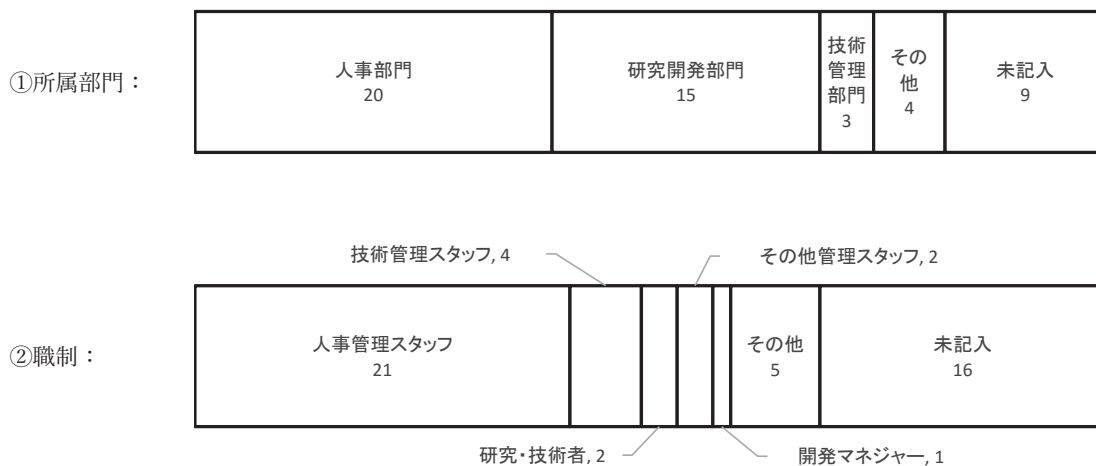 ①所属部門：
人事部門
20
研究開発部門
15
技術
管理
部門
3
その
他
4
未記入
9
技術管理スタッフ, 4
その他管理スタッフ, 2
②職制：
人事管理スタッフ
21
その他
5
未記入
16
研究・技術者, 2
開発マネジャー, 1